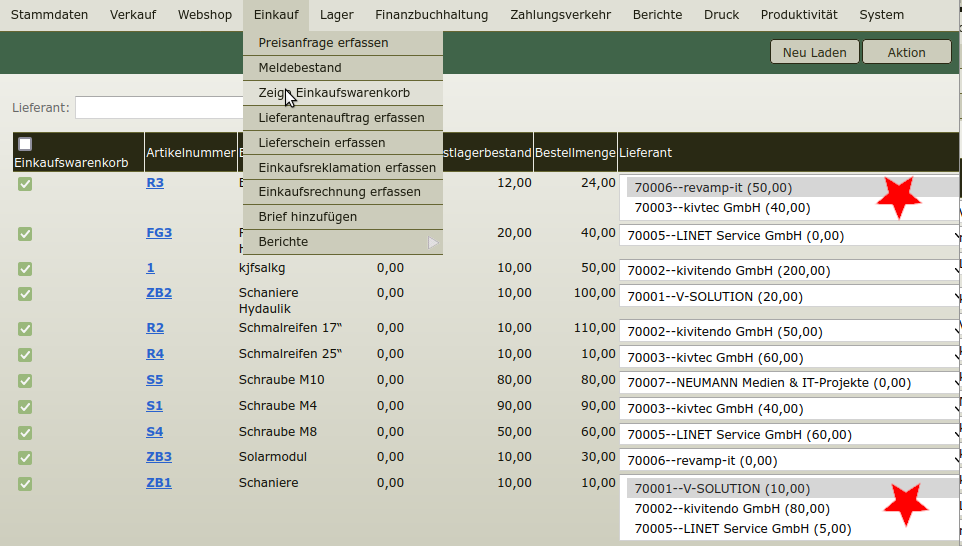 Stammdaten Verkauf Webshop Einkauf Lager Finanzbuchhaltung Zahlungsverkehr Berichte Druck Produktivität System
Preisanfrage erfassen
Meldebestand
Einkaufswarenkorb
Lieferantenauftrag erfassen
Lieferschein erfassen
Einkaufsreklamation erfassen
Einkaufsrechnung erfassen
Brief hinzufügen
Berichte
Neu Laden Aktion
Lieferant:
Einkaufswarenkorb Artikelnummer stlagerbestand Bestellmenge Lieferant
R3 12,00 24,00 70006--revamp-it (50,00)
70003--kivtec GmbH (40,00)
FG3 20,00 40,00 70005--LINET Service GmbH (0,00)
1 kjfsalkg 0,00 10,00 50,00 70002--kivitendo GmbH (200,00)
ZB2 Schaniere 0,00 10,00 100,00 70001--V-SOLUTION (20,00)
Hydaulik
R2 Schmalreifen 17“ 0,00 10,00 110,00 70002--kivitendo GmbH (50,00)
R4 Schmalreifen 25“ 0,00 10,00 10,00 70003--kivtec GmbH (60,00)
S5 Schraube M10 0,00 80,00 80,00 70007--NEUMANN Medien & IT-Projekte (0,00)
S1 Schraube M4 0,00 90,00 90,00 70003--kivtec GmbH (40,00)
S4 Schraube M8 0,00 50,00 60,00 70005--LINET Service GmbH (60,00)
ZB3 Solarmodul 0,00 10,00 30,00 70006--revamp-it (0,00)
ZB1 Schaniere 0,00 10,00 10,00 70001--V-SOLUTION (10,00)
70002--kivitendo GmbH (80,00)
70005--LINET Service GmbH (5,00)